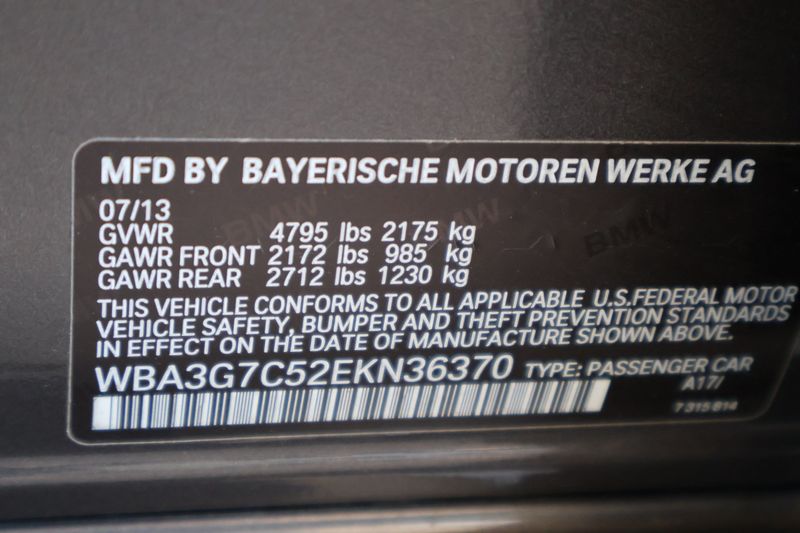 MFD BY BAYERISCHE MOTOREN WERKE AG
07/13
GVWR 4795 lbs 2175 kg
GAWR FRONT 2172 lbs 985 kg
GAWR REAR 2712 lbs 1230 kg
THIS VEHICLE CONFORMS TO ALL APPLICABLE U.S.FEDERAL MOTOR
VEHICLE SAFETY, BUMPER AND THEFT PREVENTION STANDARDS
IN EFFECT ON THE DATE OF MANUFACTURE SHOWN ABOVE.
WBA3G7C52EKN36370 TYPE: PASSENGER CAR
A17/
7 315 814
BMW
BMW
BMW